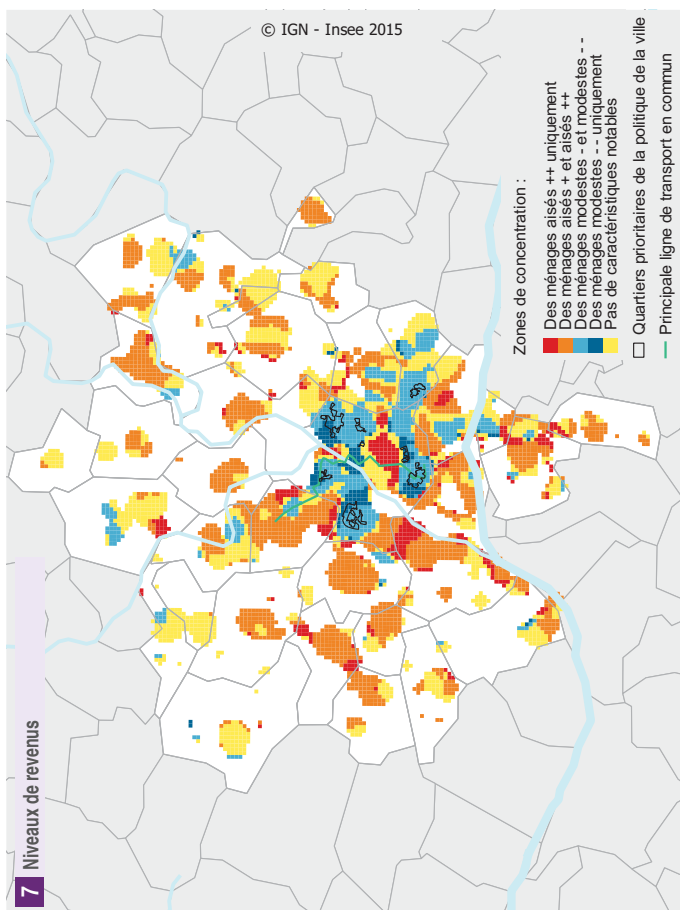 7 Niveaux de revenus
© IGN - Insee 2015
Zones de concentration :
Des ménages aisés ++ uniquement
Des ménages aisés + et aisés ++
Des ménages modestes - et modestes - -
Des ménages modestes - - uniquement
Pas de caractéristiques notables
Quartiers prioritaires de la politique de la ville
Principale ligne de transport en commun